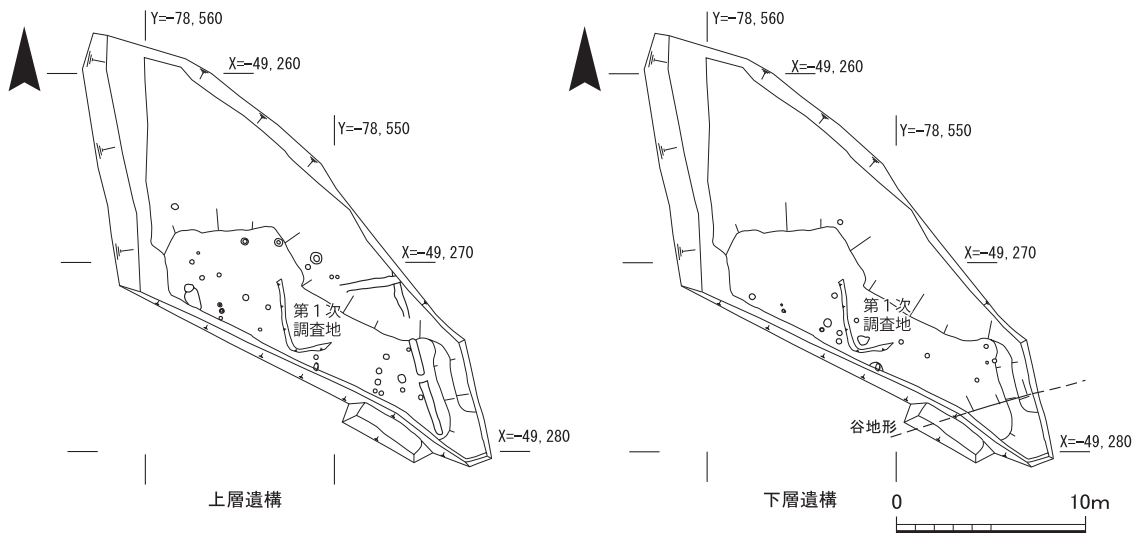 Y=-78,560
X=-49,260
Y=-78,550
X=-49,270
第1次
調査地
X=-49,280
上層遺構
Y=-78,560
X=-49,260
Y=-78,550
X=-49,270
第1次
調査地
谷地形
X=-49,280
下層遺構
0 10m